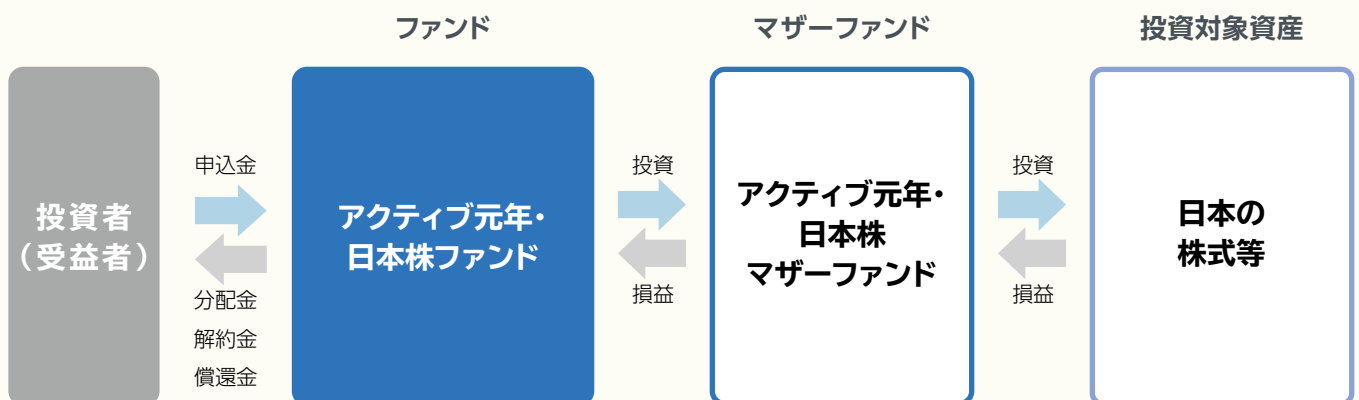 ファンド
マザーファンド
投資対象資産
投資者
（受益者）
申込金
分配金
解約金
償還金
アクティブ元年・
日本株ファンド
投資
損益
アクティブ元年・
日本株
マザーファンド
投資
損益
日本の
株式等